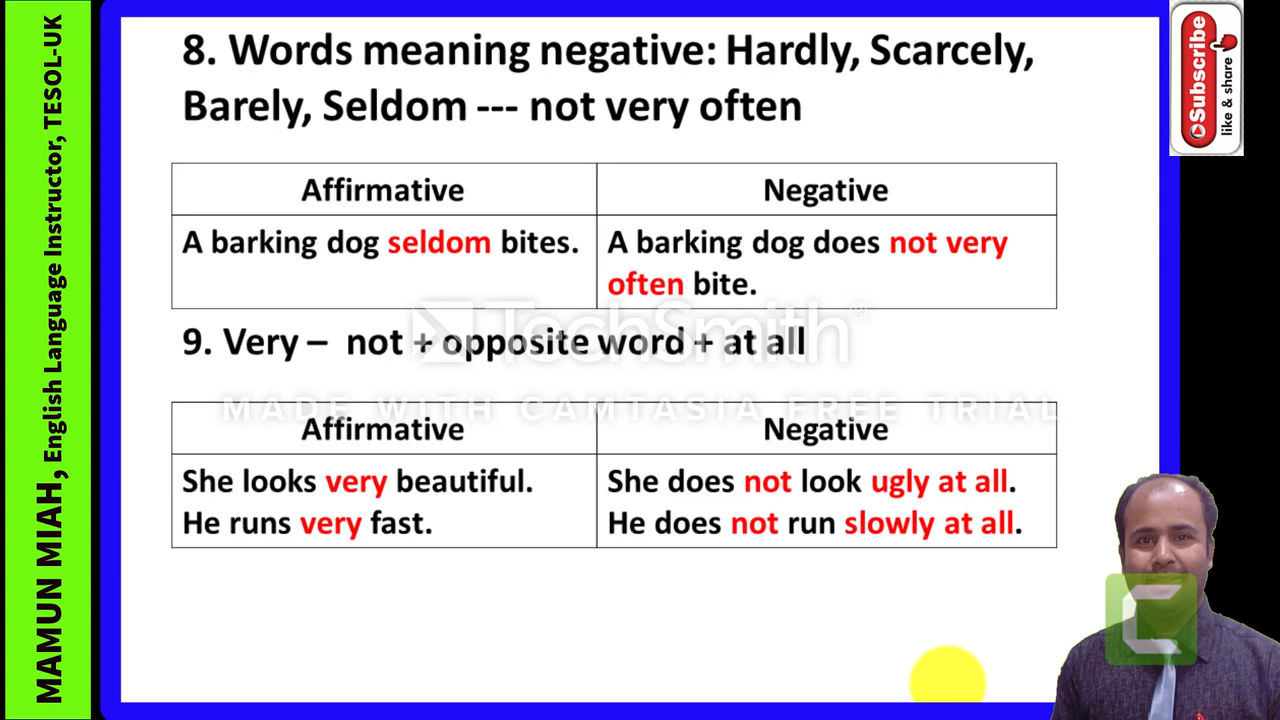 MAMUN MIAH, English Language Instructor, TESOL-UK
8. Words meaning negative: Hardly, Scarcely,
Barely, Seldom --- not very often
Affirmative Negative
A barking dog seldom bites. A barking dog does not very
often bite.
9. Very – not + opposite word + at all
Affirmative Negative
She looks very beautiful. She does not look ugly at all.
He runs very fast. He does not run slowly at all.
TechSmith®
MADE WITH CAMTASIA FREE TRIAL
Subscribe
like & share